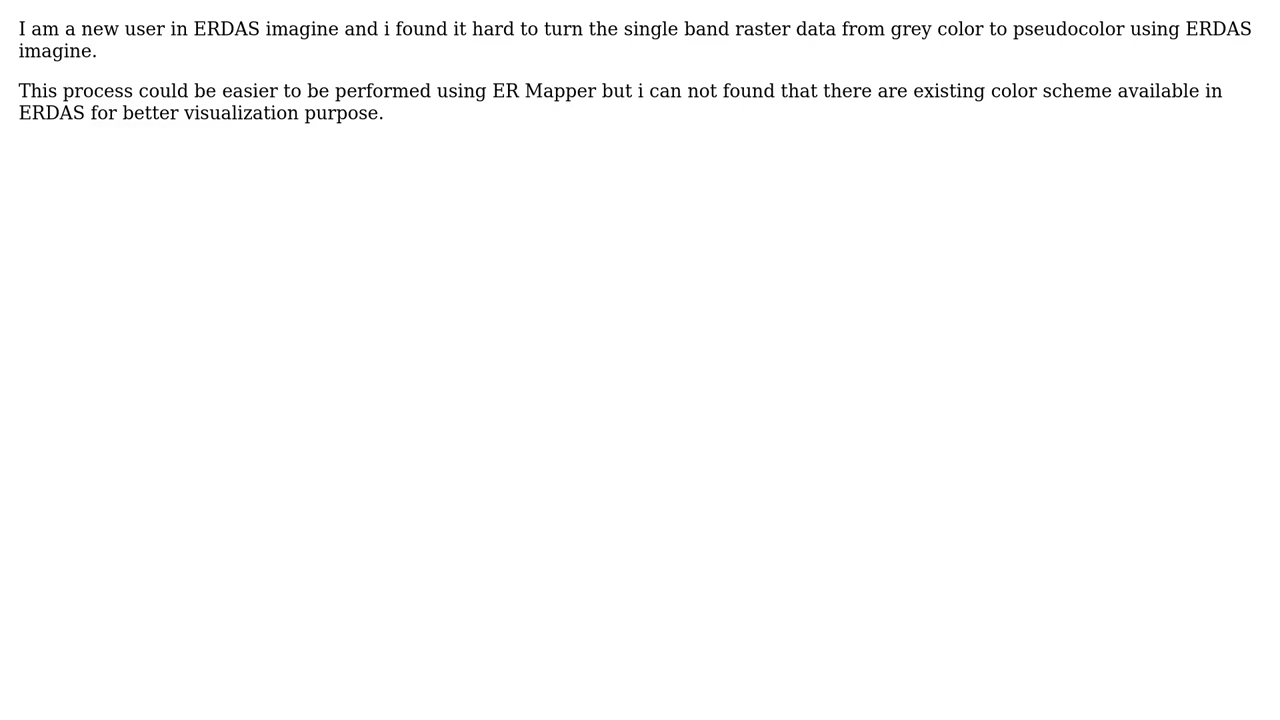 I am a new user in ERDAS imagine and i found it hard to turn the single band raster data from grey color to pseudocolor using ERDAS
imagine.
This process could be easier to be performed using ER Mapper but i can not found that there are existing color scheme available in
ERDAS for better visualization purpose.